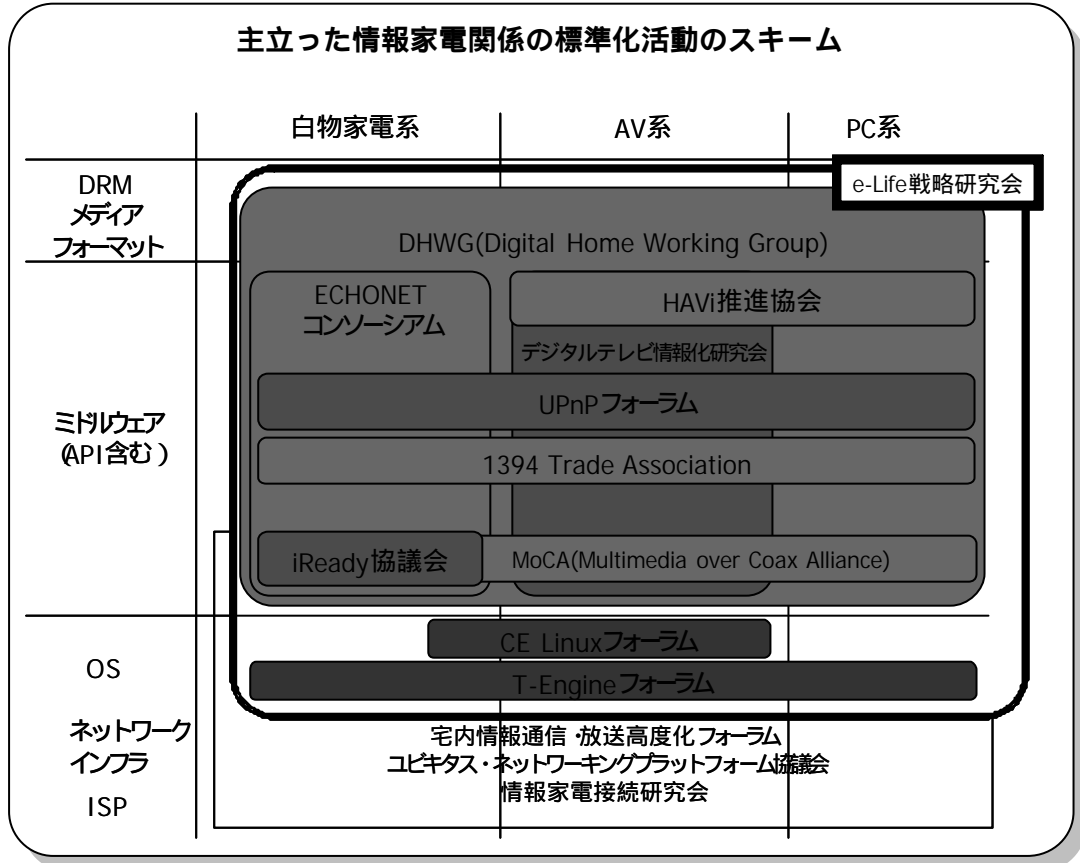 主立った情報家電関係の標準化活動のスキーム
白物家電系
AV系
PC系
e-Life戦略研究会
DRM
メディア
フォーマット
DHWG(Digital Home Working Group)
ECHONET
コンソーシアム
HAVi推進協会
デジタルテレビ情報化研究会
UPnPフォーラム
ミドルウェア
(API含む)
1394 Trade Association
iReady協議会
MoCA(Multimedia over Coax Alliance)
CE Linuxフォーラム
OS
T-Engineフォーラム
ネットワーク
インフラ
ISP
宅内情報通信・放送高度化フォーラム
ユビキタス・ネットワーキングプラットフォーム協議会
情報家電接続研究会